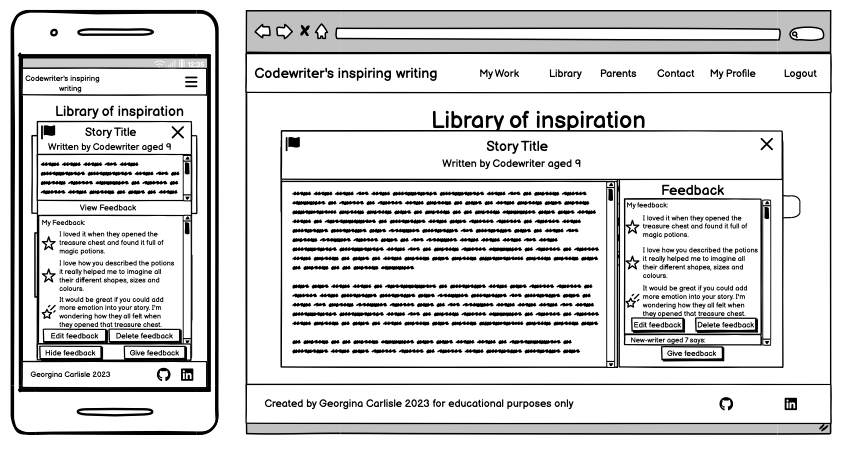 12:35
Codewriter's inspiring
writing
Library of inspiration
Story Title
Written by Codewriter aged 9
View Feedback
My Feedback:
I loved it when they opened the
treasure chest and found it full of
magic potions.
I love how you described the potions
it really helped me to imagine all
their different shapes, sizes and
colours.
It would be great if you could add
more emotion into your story. I'm
wondering how they all felt when
they opened that treasure chest.
Edit feedback
Delete feedback
Hide feedback
Give feedback
Georgina Carlisle 2023
Codewriter's inspiring writing
My Work
Library
Parents
Contact
My Profile
Logout
Library of inspiration
Story Title
Written by Codewriter aged 9
Feedback
My feedback:
I loved it when they opened the
treasure chest and found it full of
magic potions.
I love how you described the potions
it really helped me to imagine all
their different shapes, sizes and
colours.
It would be great if you could add
more emotion into your story. I'm
wondering how they all felt when
they opened that treasure chest.
Edit feedback
Delete feedback
New-writer aged 7 says:
Give feedback
Created by Georgina Carlisle 2023 for educational purposes only